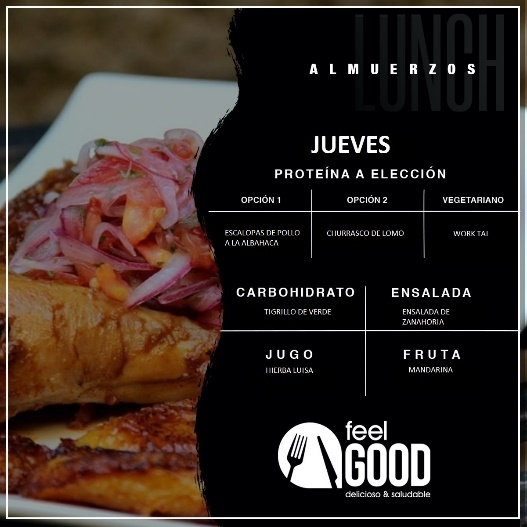 LUNCH
ALMUERZOS
JUEVES
PROTEÍNA A ELECCIÓN
OPCIÓN 1
OPCIÓN 2
VEGETARIANO
ESCALOPAS DE POLLO
A LA ALBAHACA
CHURRASCO DE LOMO
WORK TAI
CARBOHIDRATO
ENSALADA
TIGRILLO DE VERDE
ENSALADA DE
ZANAHORIA
JUGO
FRUTA
HIERBA LUISA
MANDARINA
feel
GOOD
delicioso & saludable